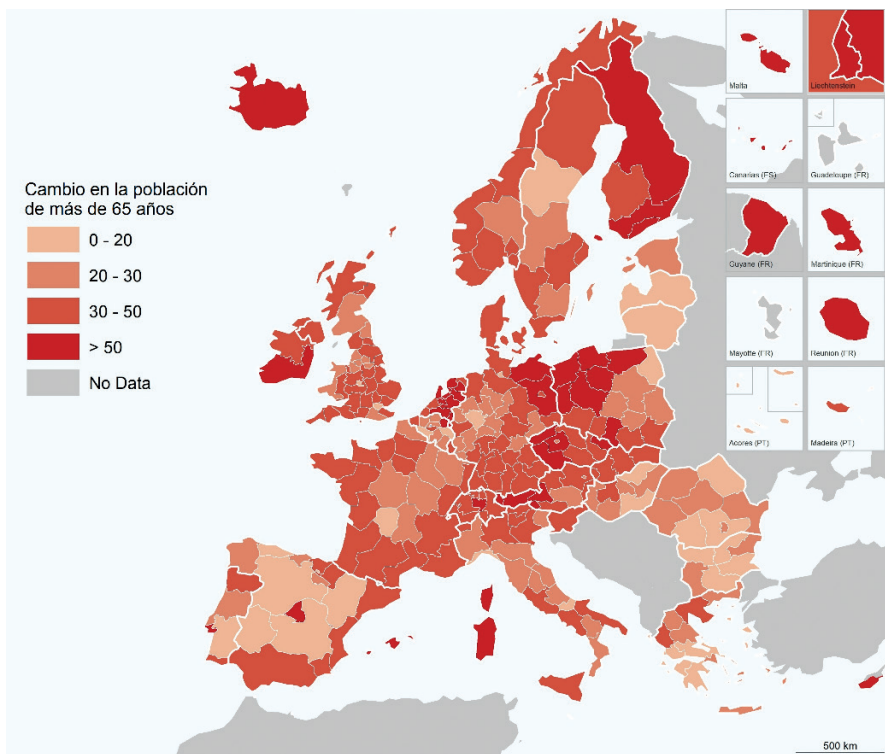 Cambio en la población
de más de 65 años
0 - 20
20 - 30
30 - 50
> 50
No Data
Malta
Liechtenstein
Canarias (ES)
Guadeloupe (FR)
Guyane (FR)
Martinique (FR)
Mayotte (FR)
Reunion (FR)
Acores (PT)
Madeira (PT)
500 km